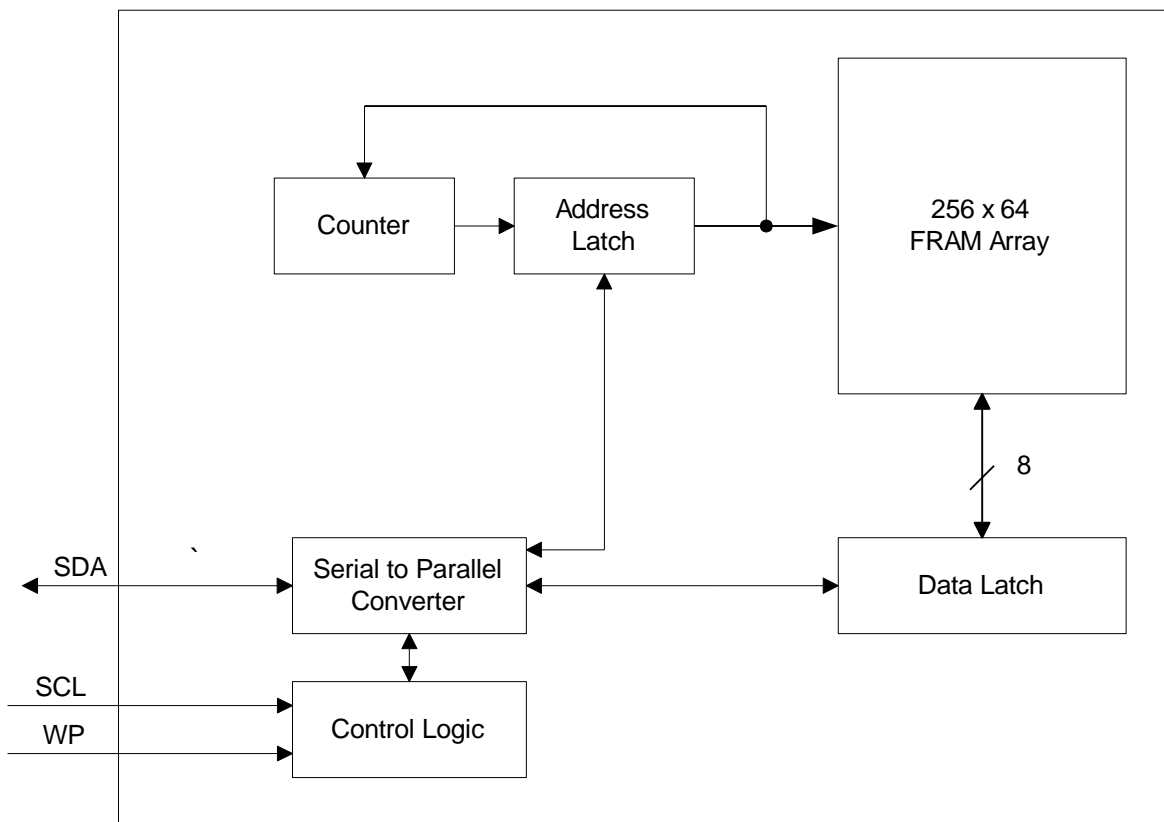 Counter
Address
Latch
256 x 64
FRAM Array
8
SDA
`
Serial to Parallel
Converter
Data Latch
SCL
WP
Control Logic